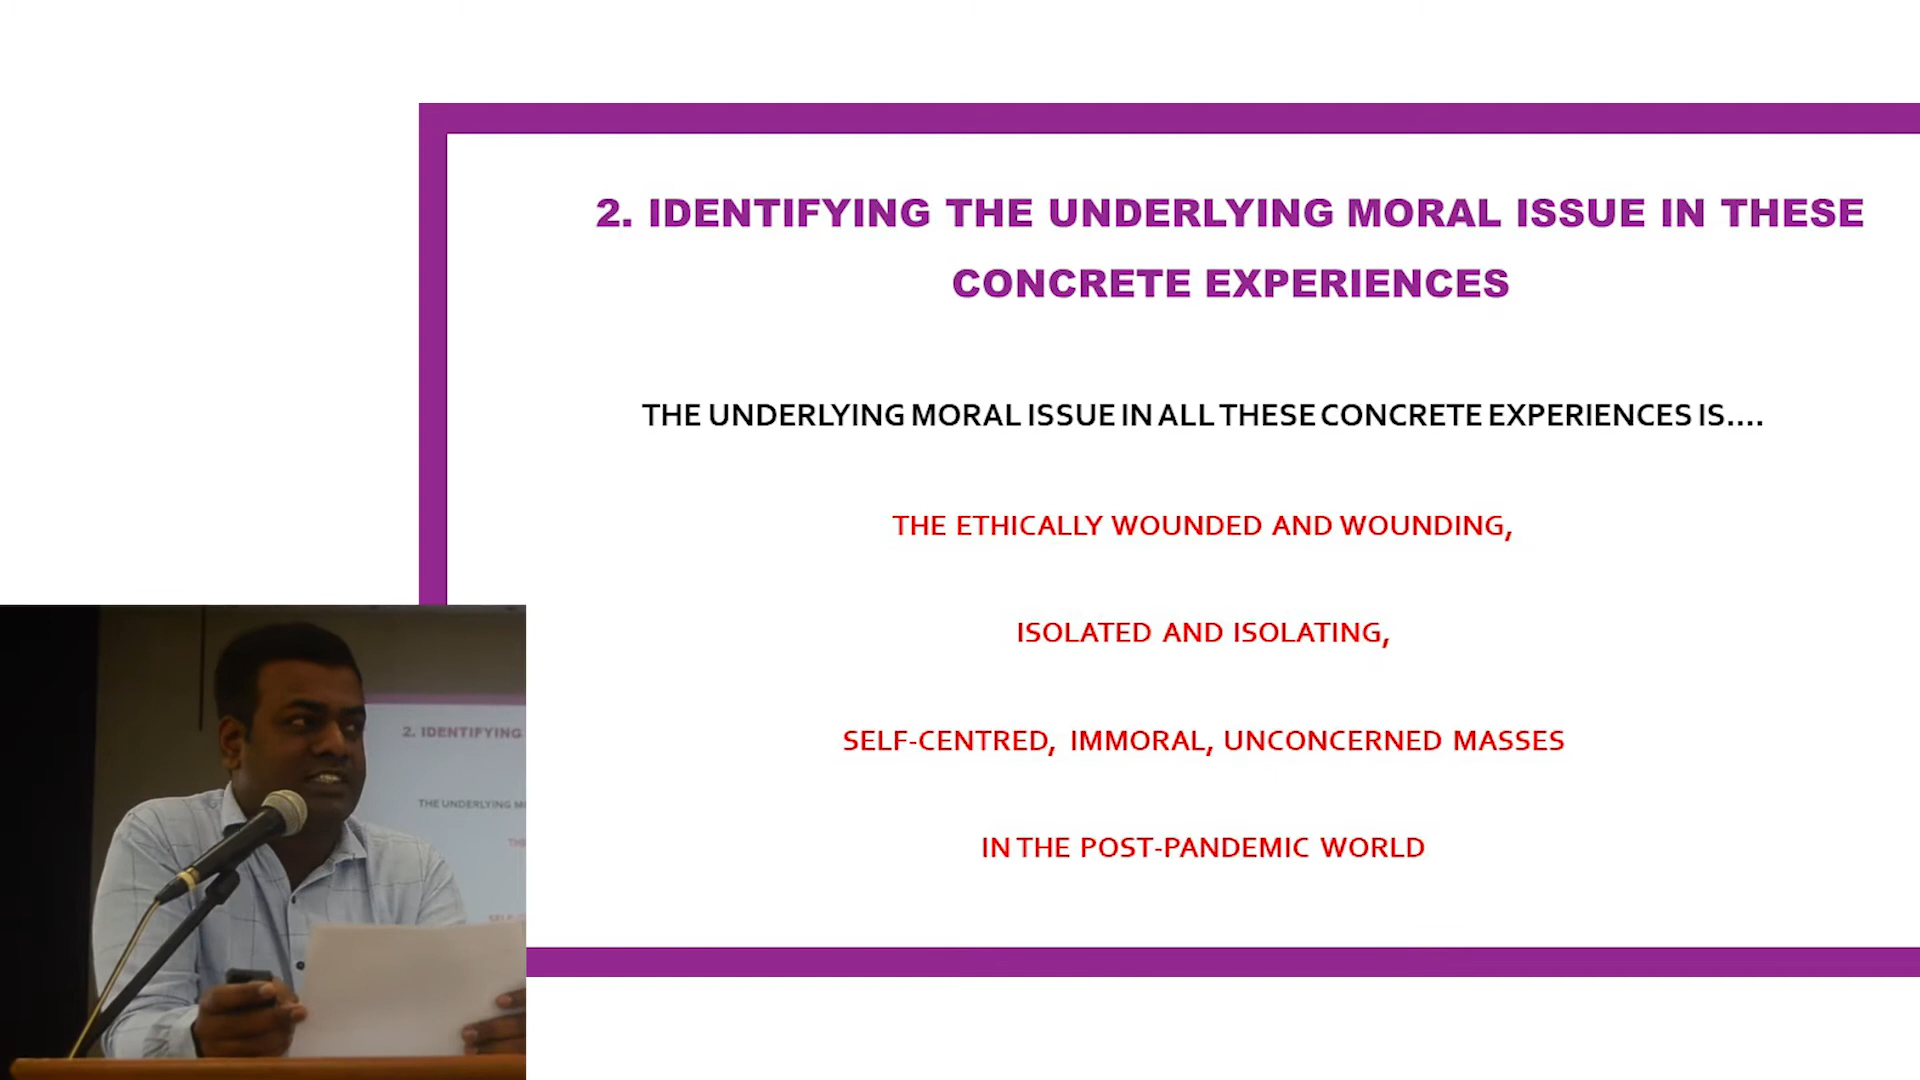 2. IDENTIFYING THE UNDERLYING MORAL ISSUE IN THESE
CONCRETE EXPERIENCES
THE UNDERLYING MORAL ISSUE IN ALL THESE CONCRETE EXPERIENCES IS....
THE ETHICALLY WOUNDED AND WOUNDING,
ISOLATED AND ISOLATING,
SELF-CENTRED, IMMORAL, UNCONCERNED MASSES
IN THE POST-PANDEMIC WORLD
2. IDENTIFYING
THE UNDERLYING